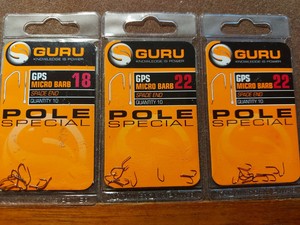 GURU
KNOWLEDGE IS POWER
GPS
MICRO BARB 18
SPADE END
QUANTITY 10
POLE
SPECIAL
GURU
KNOWLEDGE IS POWER
GPS
MICRO BARB 22
SPADE END
QUANTITY 10
POLE
SPECIAL
GURU
KNOWLEDGE IS POWER
GPS
MICRO BARB 22
SPADE END
QUANTITY 10
POLE
SPECIAL